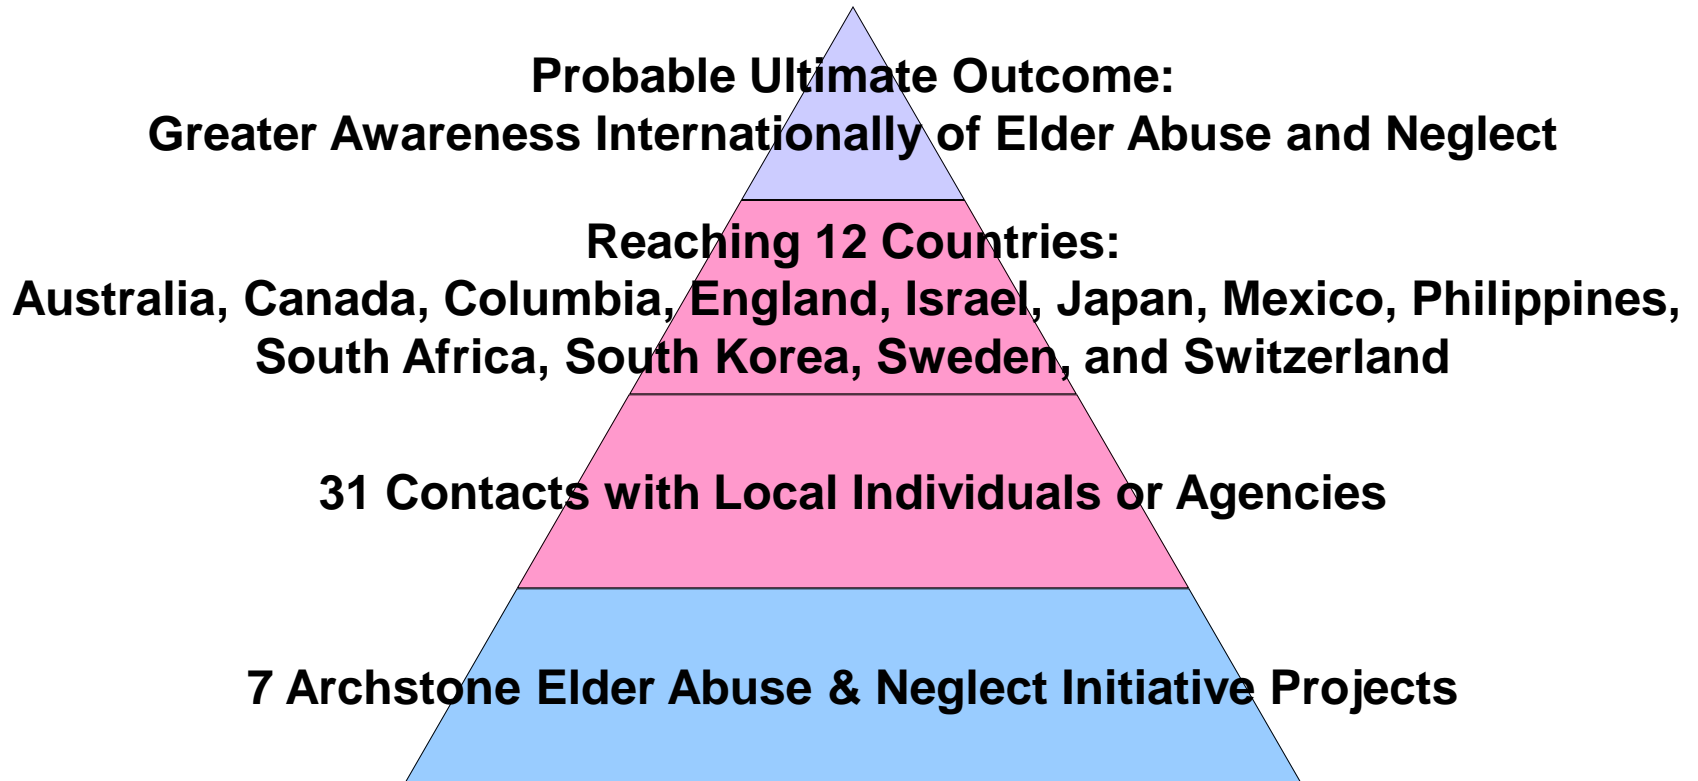 Probable Ultimate Outcome:
Greater Awareness Internationally of Elder Abuse and Neglect
Reaching 12 Countries:
Australia, Canada, Columbia, England, Israel, Japan, Mexico, Philippines,
South Africa, South Korea, Sweden, and Switzerland
31 Contacts with Local Individuals or Agencies
7 Archstone Elder Abuse & Neglect Initiative Projects